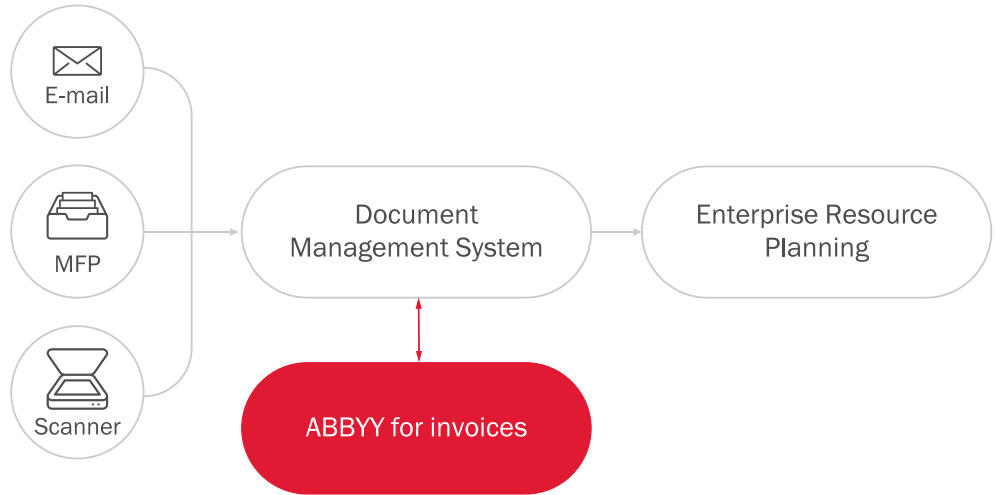 E-mail
MFP
Scanner
Document
Management System
Enterprise Resource
Planning
ABBYY for invoices